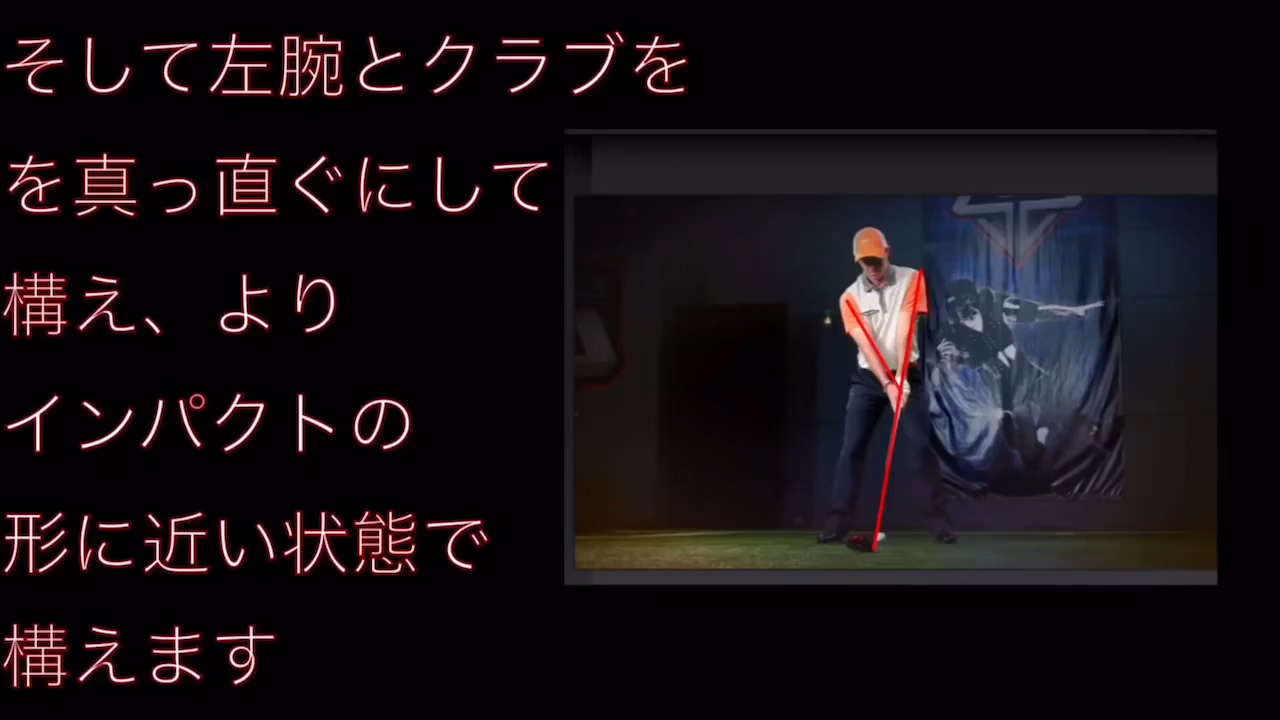 そして左腕とクラブを
を真っ直ぐにして
構え、より
インパクトの
形に近い状態で
構えます